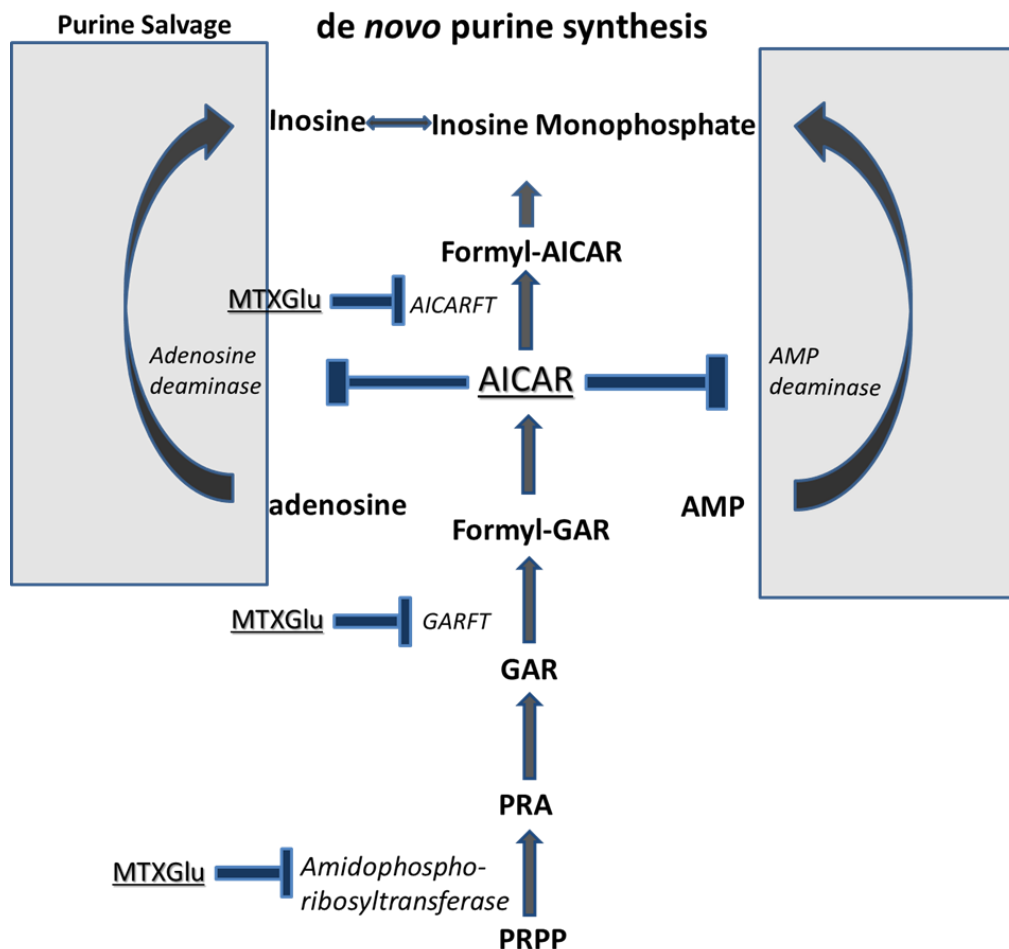 Purine Salvage
de novo purine synthesis
Inosine
Inosine Monophosphate
Formyl-AICAR
MTXGlu
AICARFT
Adenosine
deaminase
AICAR
AMP
deaminase
adenosine
AMP
Formyl-GAR
MTXGlu
GARFT
GAR
PRA
MTXGlu
Amidophospho-
ribosyltransferase
PRPP